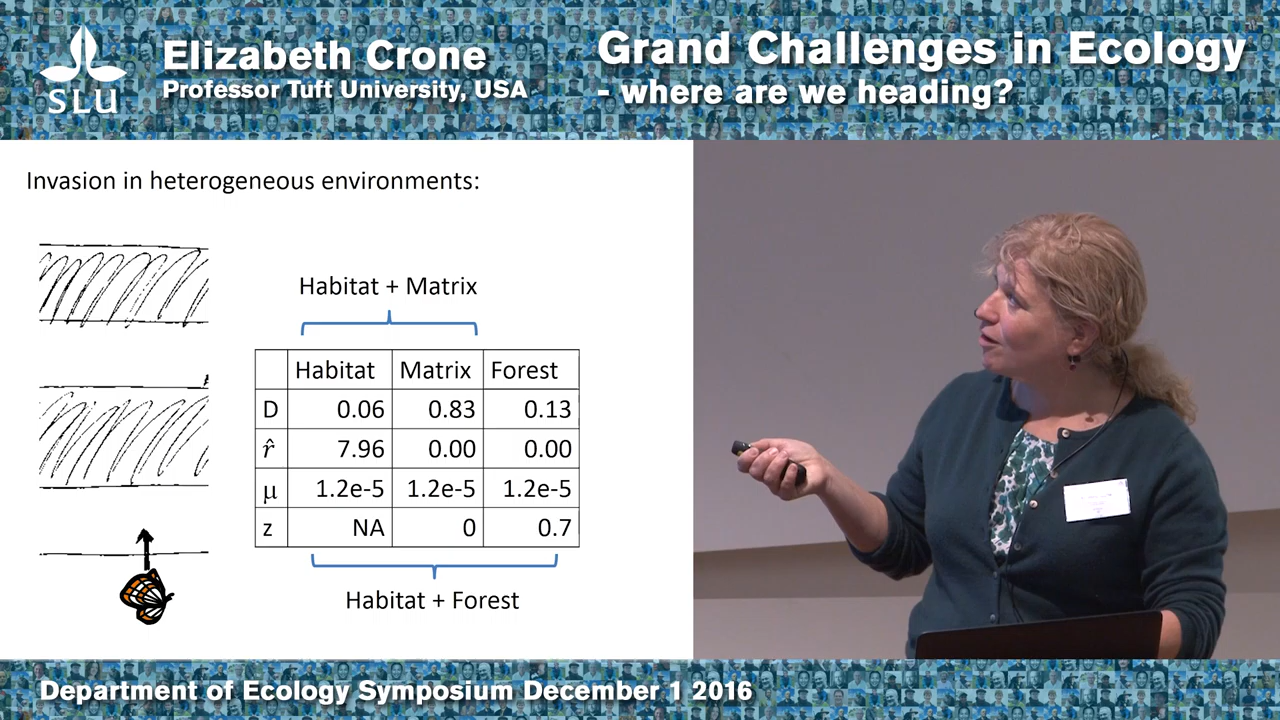 SLU
Elizabeth Crone
Professor Tuft University, USA
Grand Challenges in Ecology
- where are we heading?
Invasion in heterogeneous environments:
Habitat + Matrix
Habitat Matrix Forest
D 0.06 0.83 0.13
r̂ 7.96 0.00 0.00
μ 1.2e-5 1.2e-5 1.2e-5
z NA 0 0.7
Habitat + Forest
Department of Ecology Symposium December 1 2016